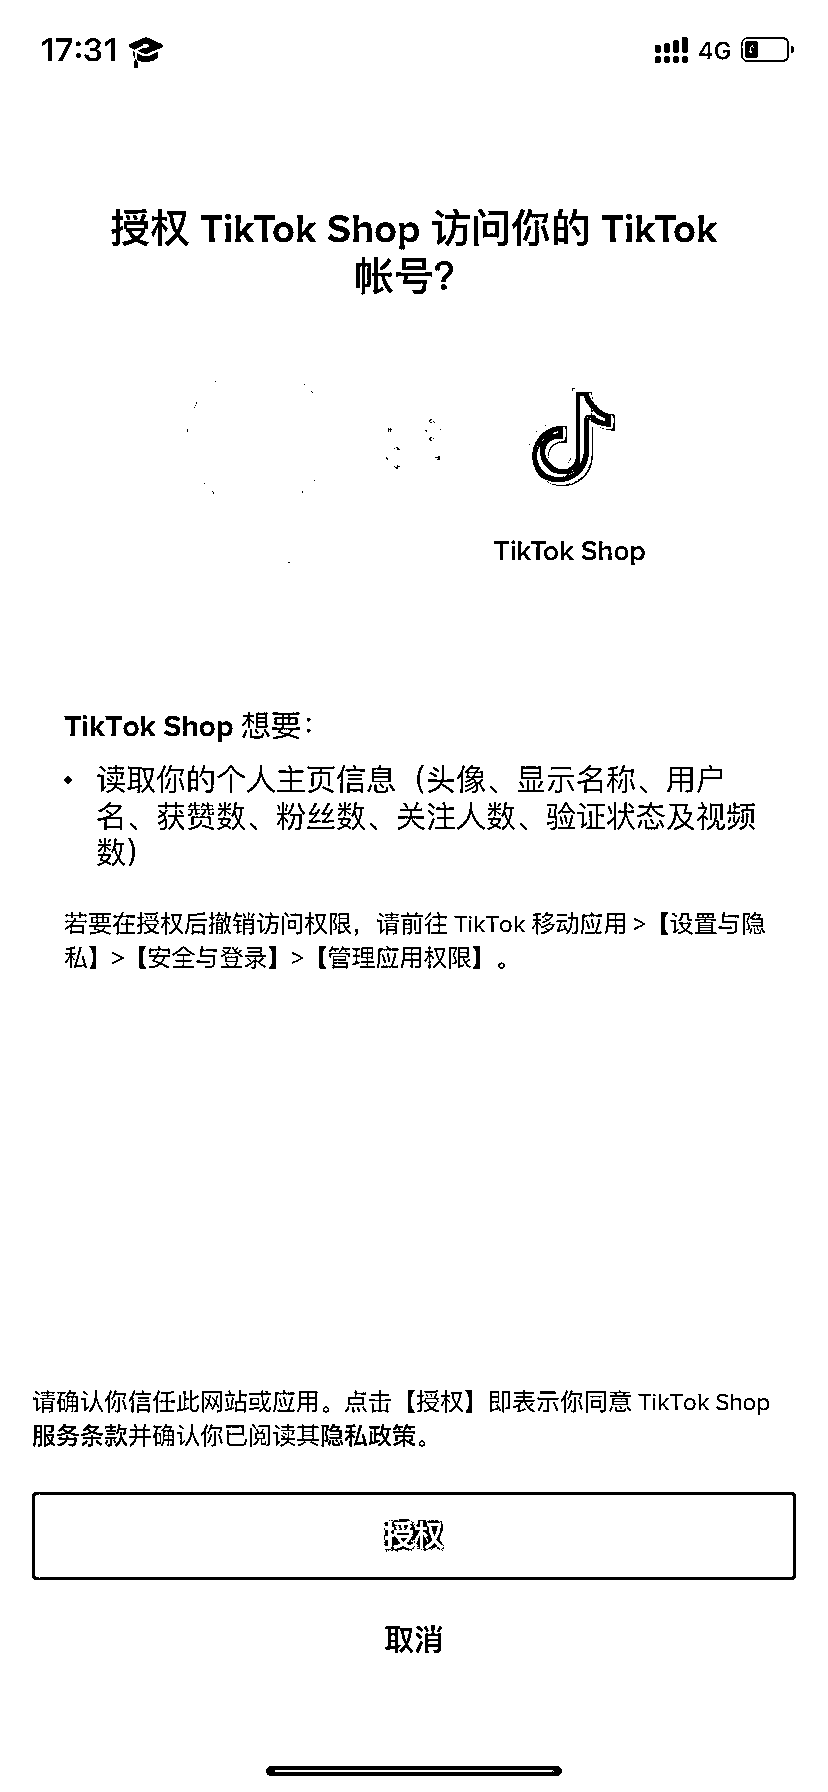 17:31
4G
授权 TikTok Shop 访问你的 TikTok
帐号?
TikTok Shop
TikTok Shop 想要：
• 读取你的个人主页信息（头像、显示名称、用户
名、获赞数、粉丝数、关注人数、验证状态及视频
数）
若要在授权后撤销访问权限，请前往 TikTok 移动应用 >【设置与隐
私】>【安全与登录】>【管理应用权限】。
请确认你信任此网站或应用。点击【授权】即表示你同意 TikTok Shop
服务条款并确认你已阅读其隐私政策。
授权
取消